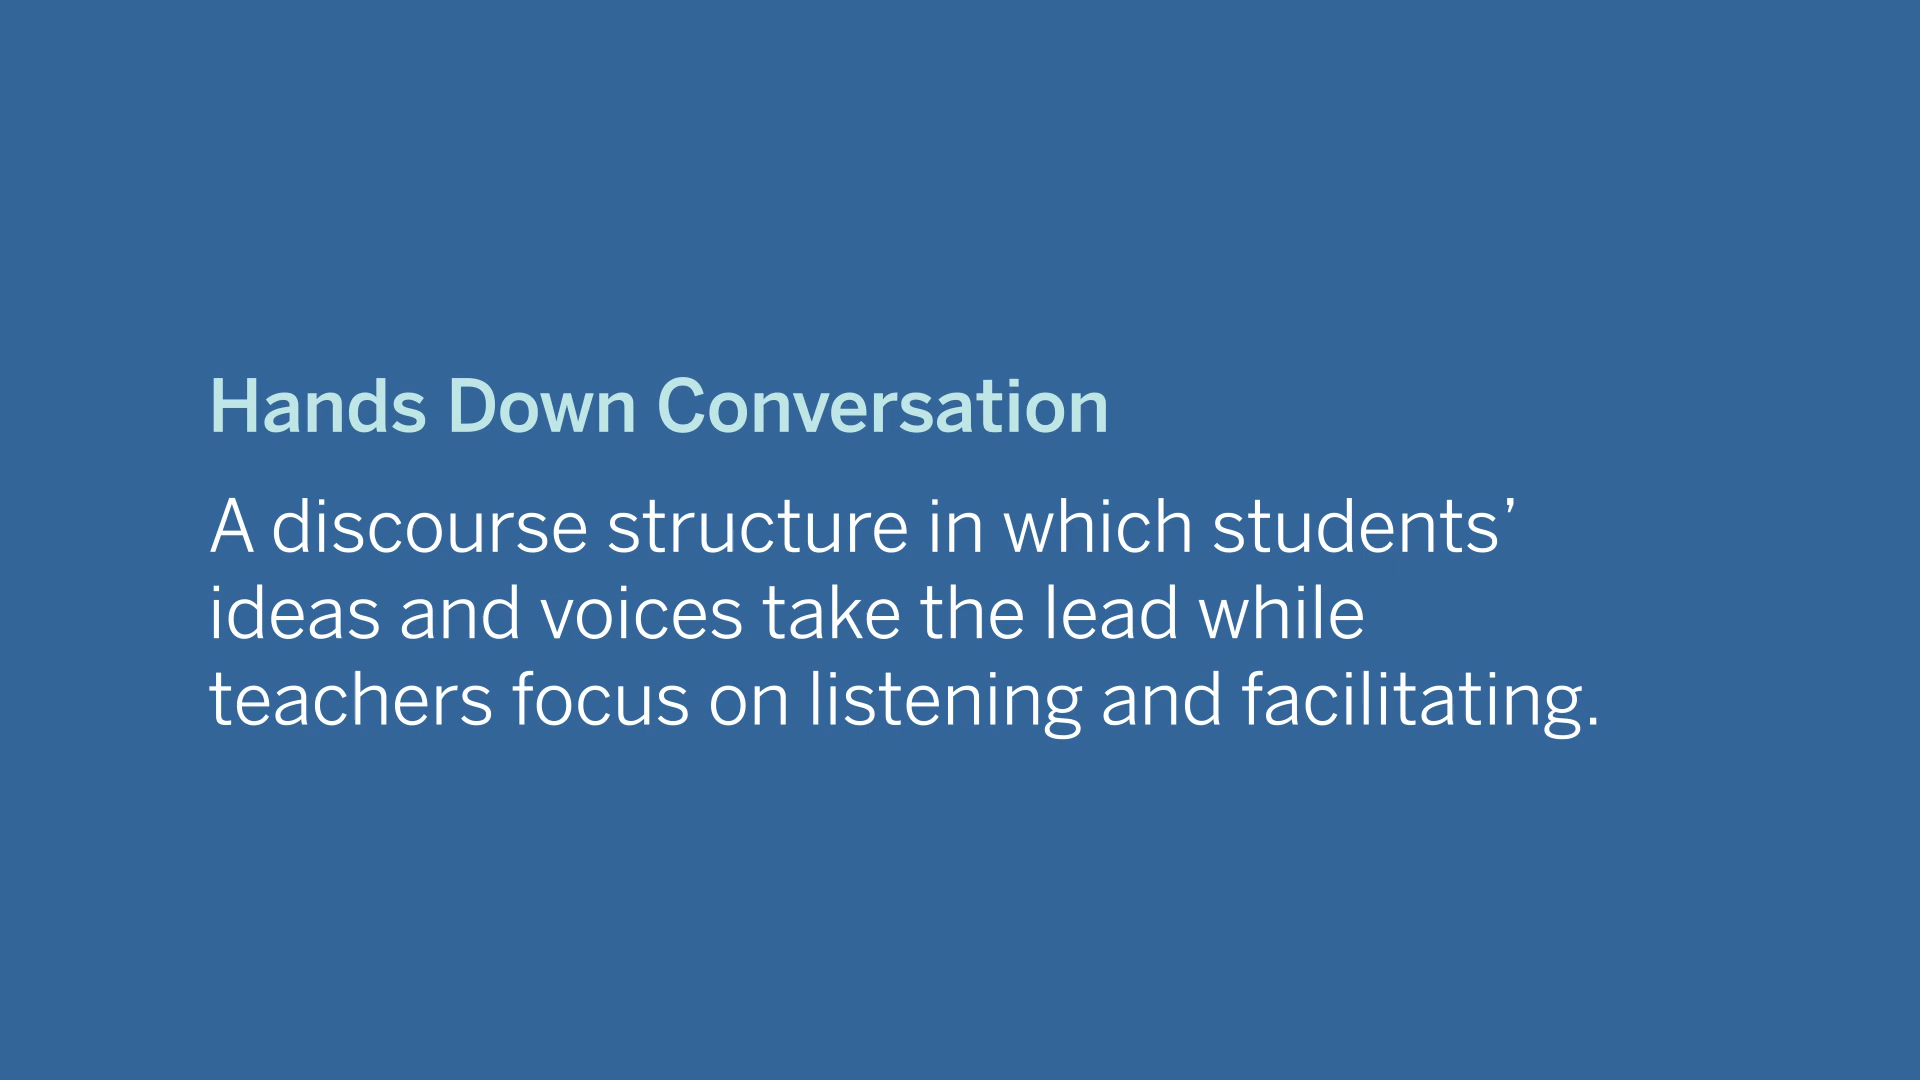 Hands Down Conversation
A discourse structure in which students’
ideas and voices take the lead while
teachers focus on listening and facilitating.